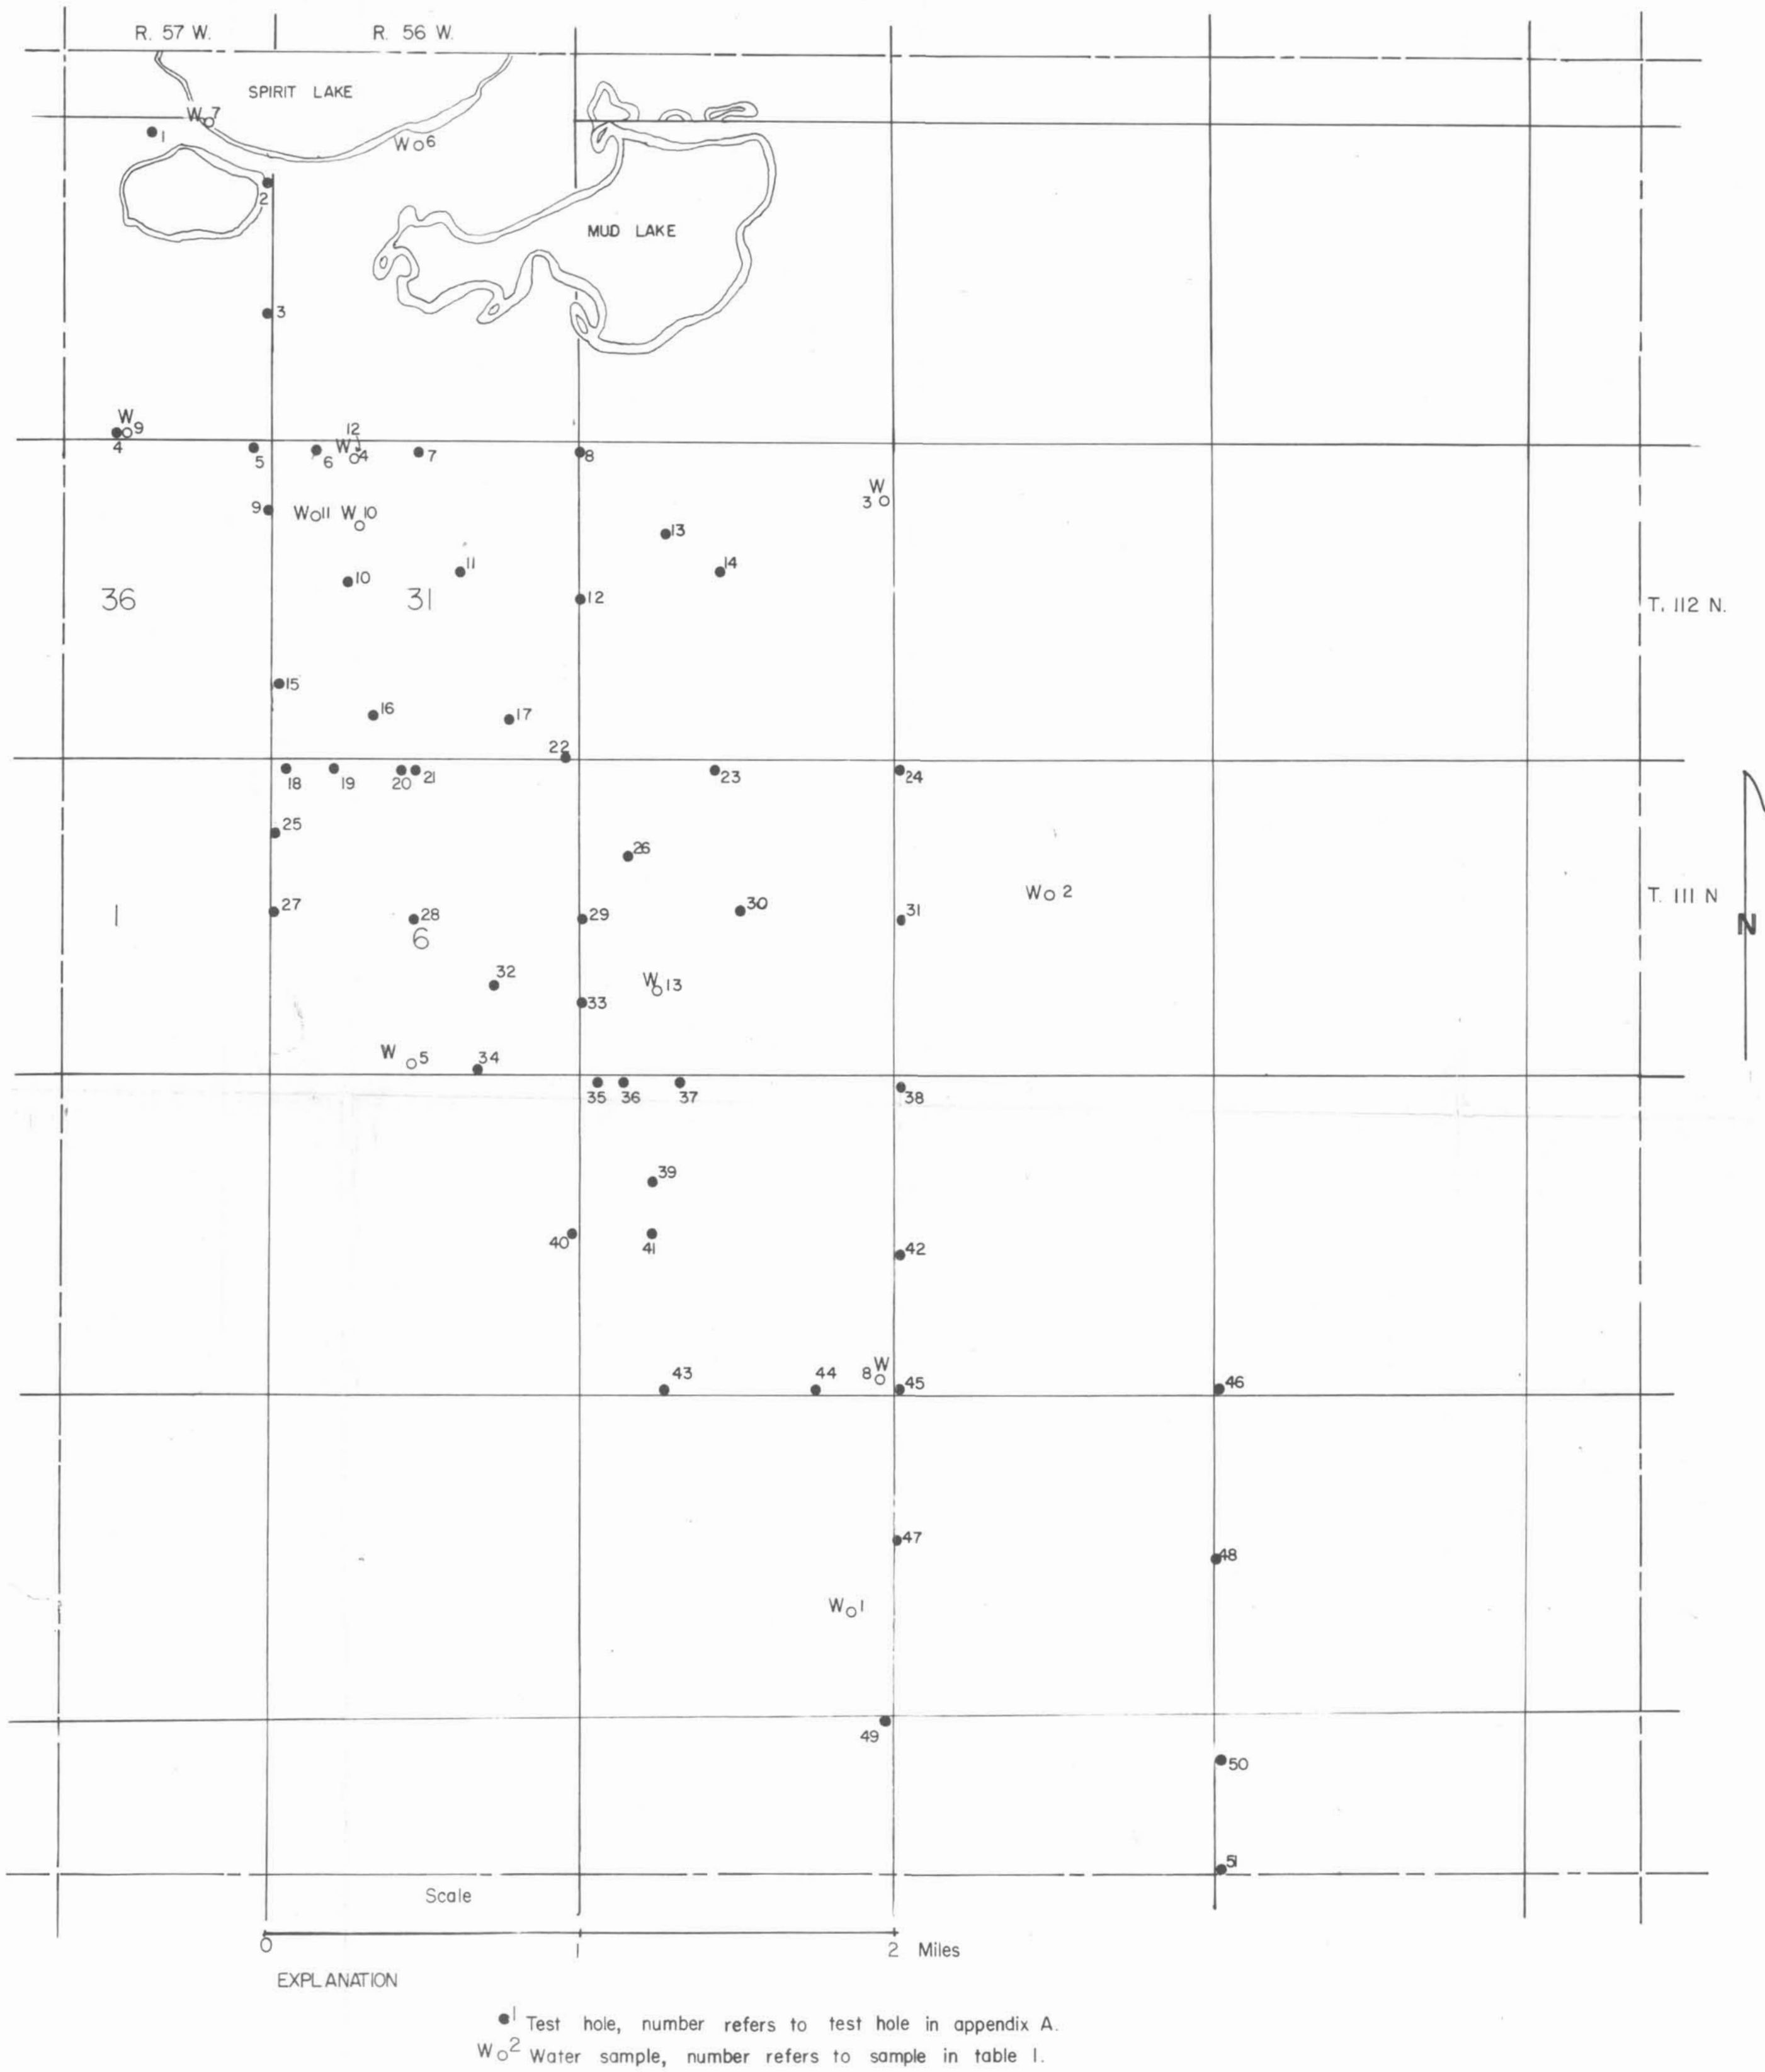 R. 57 W. R. 56 W.
SPIRIT LAKE
W 7
1
W 6
2
MUD LAKE
3
W 9
4
12
5 6 W 4 7 8
W 3
9 W 11 W 10
13
10 11 14
36 31 12 T. 112 N.
15
16 17
22
18 19 20 21 23 24
25
26
W 2 T. 111 N
1 27 28 29 30 31
6 N
32 W 13
33
W 5 34
35 36 37 38
39
40 41 42
43 44 8 W 45 46
47
48
W 1
49
50
51
Scale
0 1 2 Miles
EXPLANATION
1 Test hole, number refers to test hole in appendix A.
W 2 Water sample, number refers to sample in table 1.